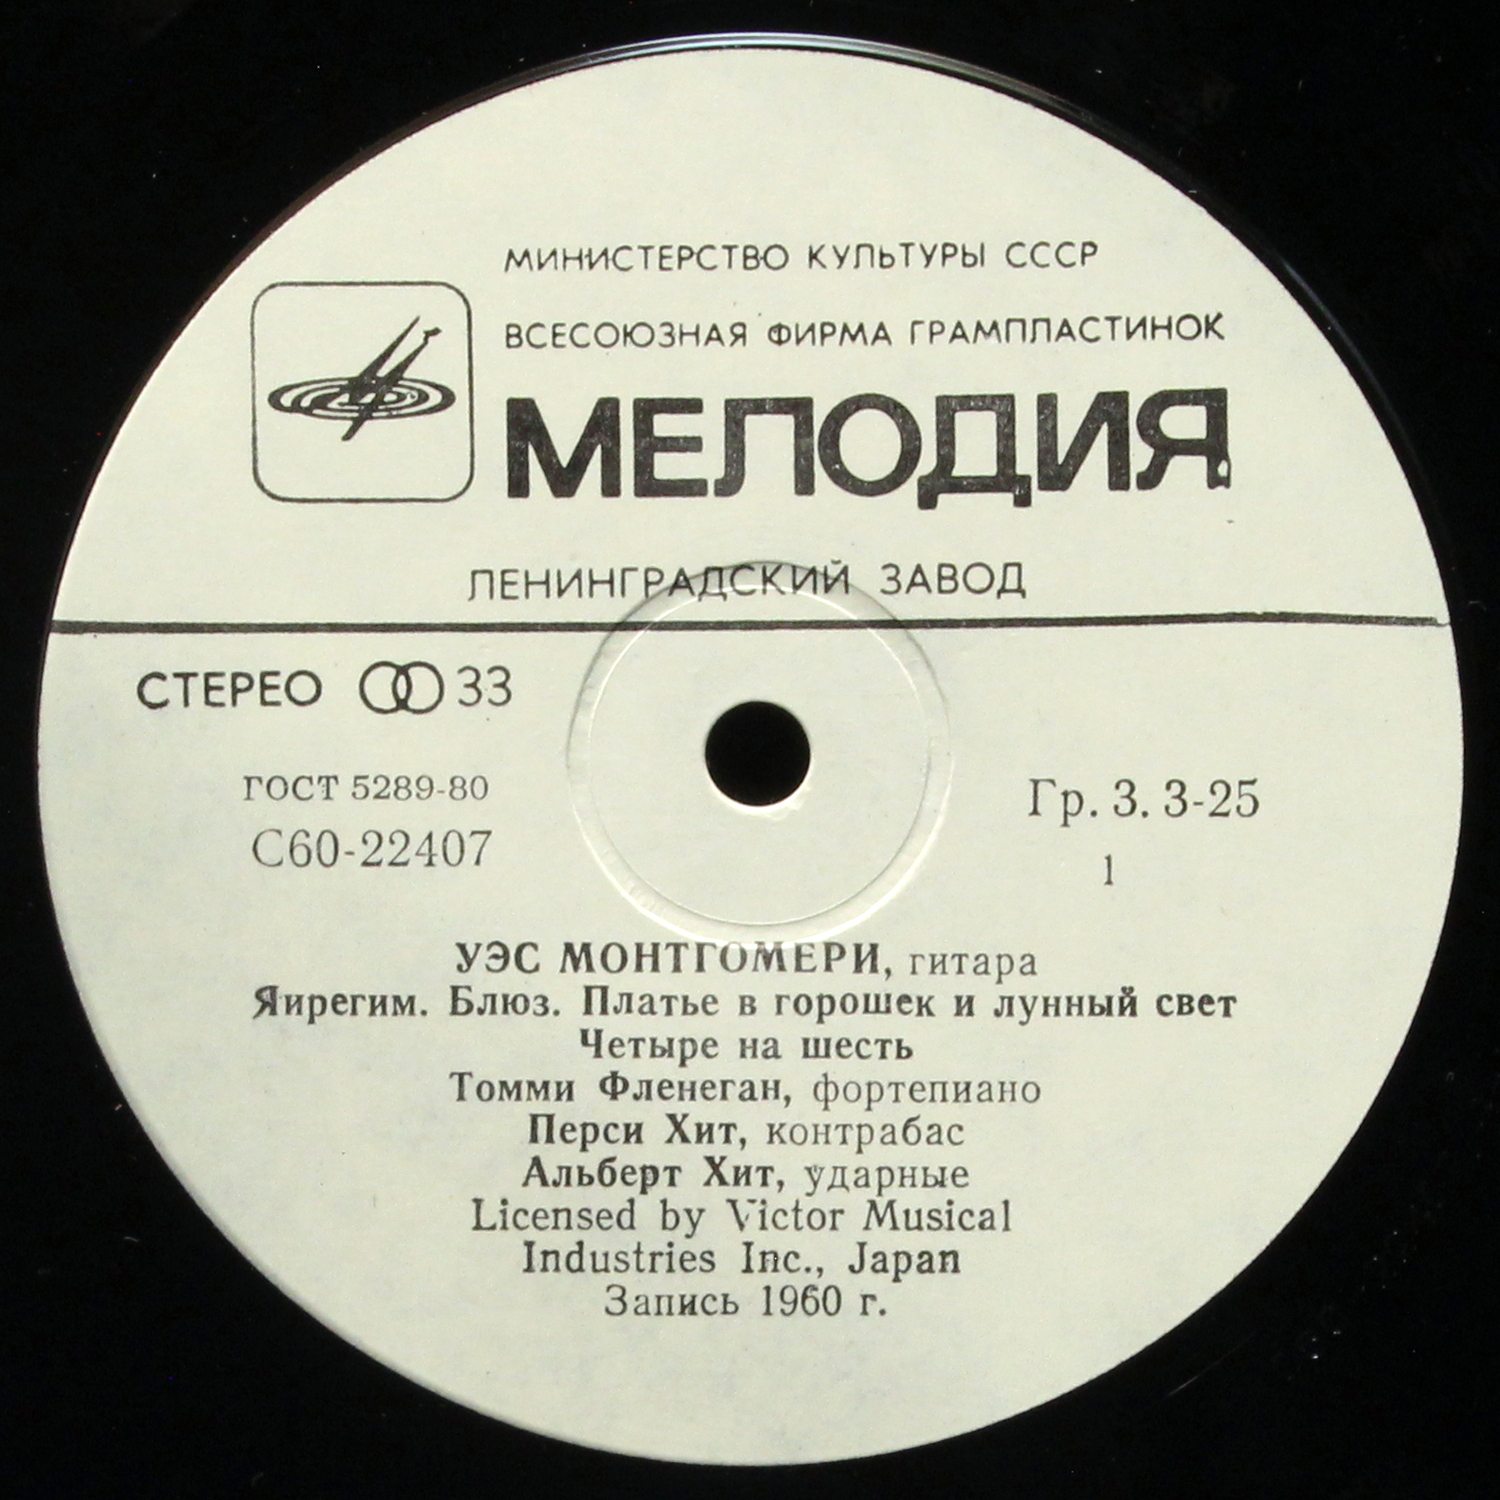 МИНИСТЕРСТВО КУЛЬТУРЫ СССР
ВСЕСОЮЗНАЯ ФИРМА ГРАМПЛАСТИНОК
МЕЛОДИЯ
ЛЕНИНГРАДСКИЙ ЗАВОД
СТЕРЕО 33
ГОСТ 5289-80
С60-22407
Гр. 3. 3-25
1
УЭС МОНТГОМЕРИ, гитара
Яирегим. Блюз. Платье в горошек и лунный свет
Четыре на шесть
Томми Фленеган, фортепиано
Перси Хит, контрабас
Альберт Хит, ударные
Licensed by Victor Musical
Industries Inc., Japan
Запись 1960 г.